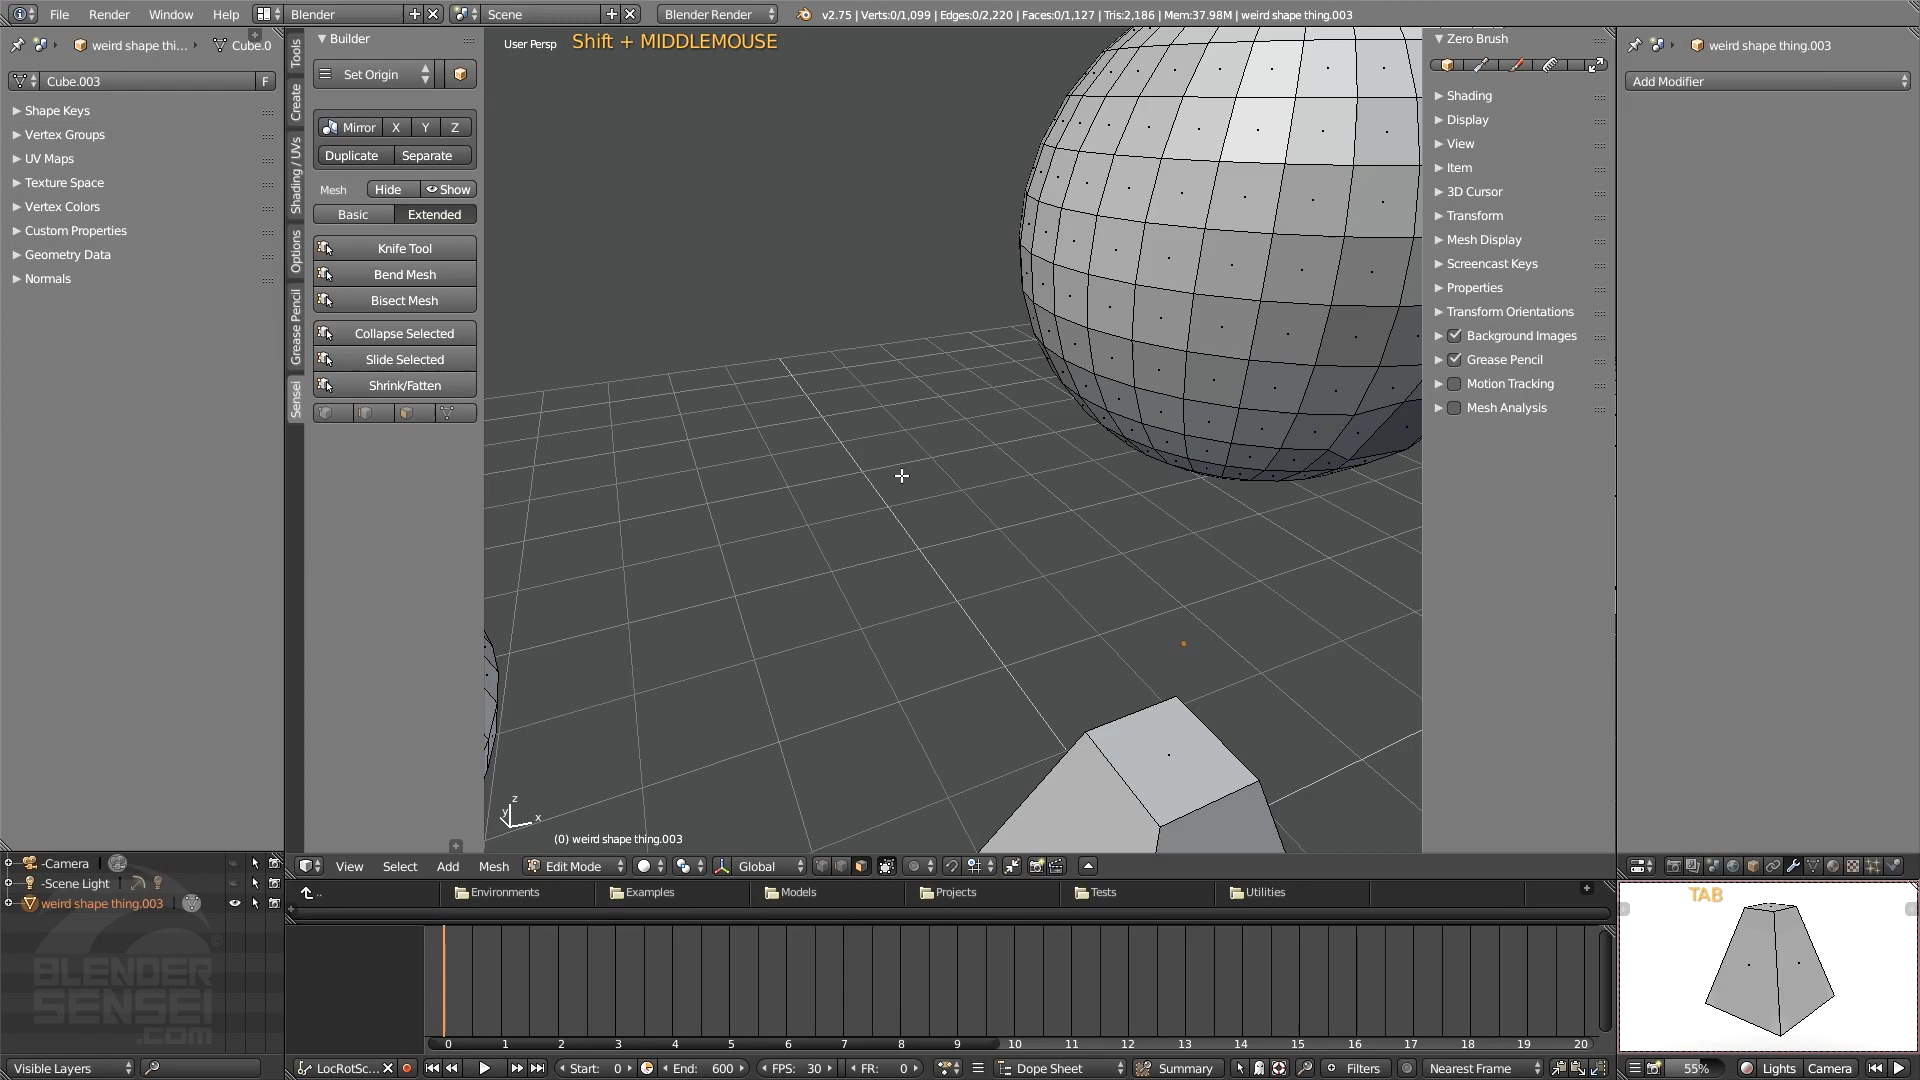 File Render Window Help Blender Scene Blender Render v2.75 | Verts:0/1,099 | Edges:0/2,220 | Faces:0/1,127 | Tris:2,186 | Mem:37.98M | weird shape thing.003
weird shape thi... Cube.0
Cube.003 F
Shape Keys
Vertex Groups
UV Maps
Texture Space
Vertex Colors
Custom Properties
Geometry Data
Normals
Tools
Create
Shading / UVs
Options
Grease Pencil
Sensei
Builder
Set Origin
Mirror X Y Z
Duplicate Separate
Mesh Hide Show
Basic Extended
Knife Tool
Bend Mesh
Bisect Mesh
Collapse Selected
Slide Selected
Shrink/Fatten
User Persp Shift + MIDDLEMOUSE
z
y
x
(0) weird shape thing.003
Zero Brush
Shading
Display
View
Item
3D Cursor
Transform
Mesh Display
Screencast Keys
Properties
Transform Orientations
Background Images
Grease Pencil
Motion Tracking
Mesh Analysis
weird shape thing.003
Add Modifier
-Camera
-Scene Light
weird shape thing.003
BLENDER
SENSEI
.COM
Visible Layers
View Select Add Mesh Edit Mode Global
.. Environments Examples Models Projects Tests Utilities
0 1 2 3 4 5 6 7 8 9 10 11 12 13 14 15 16 17 18 19 20
LocRotSc... Start: 0 End: 600 FPS: 30 FR: 0 Dope Sheet Summary Filters Nearest Frame
TAB
55% Lights Camera